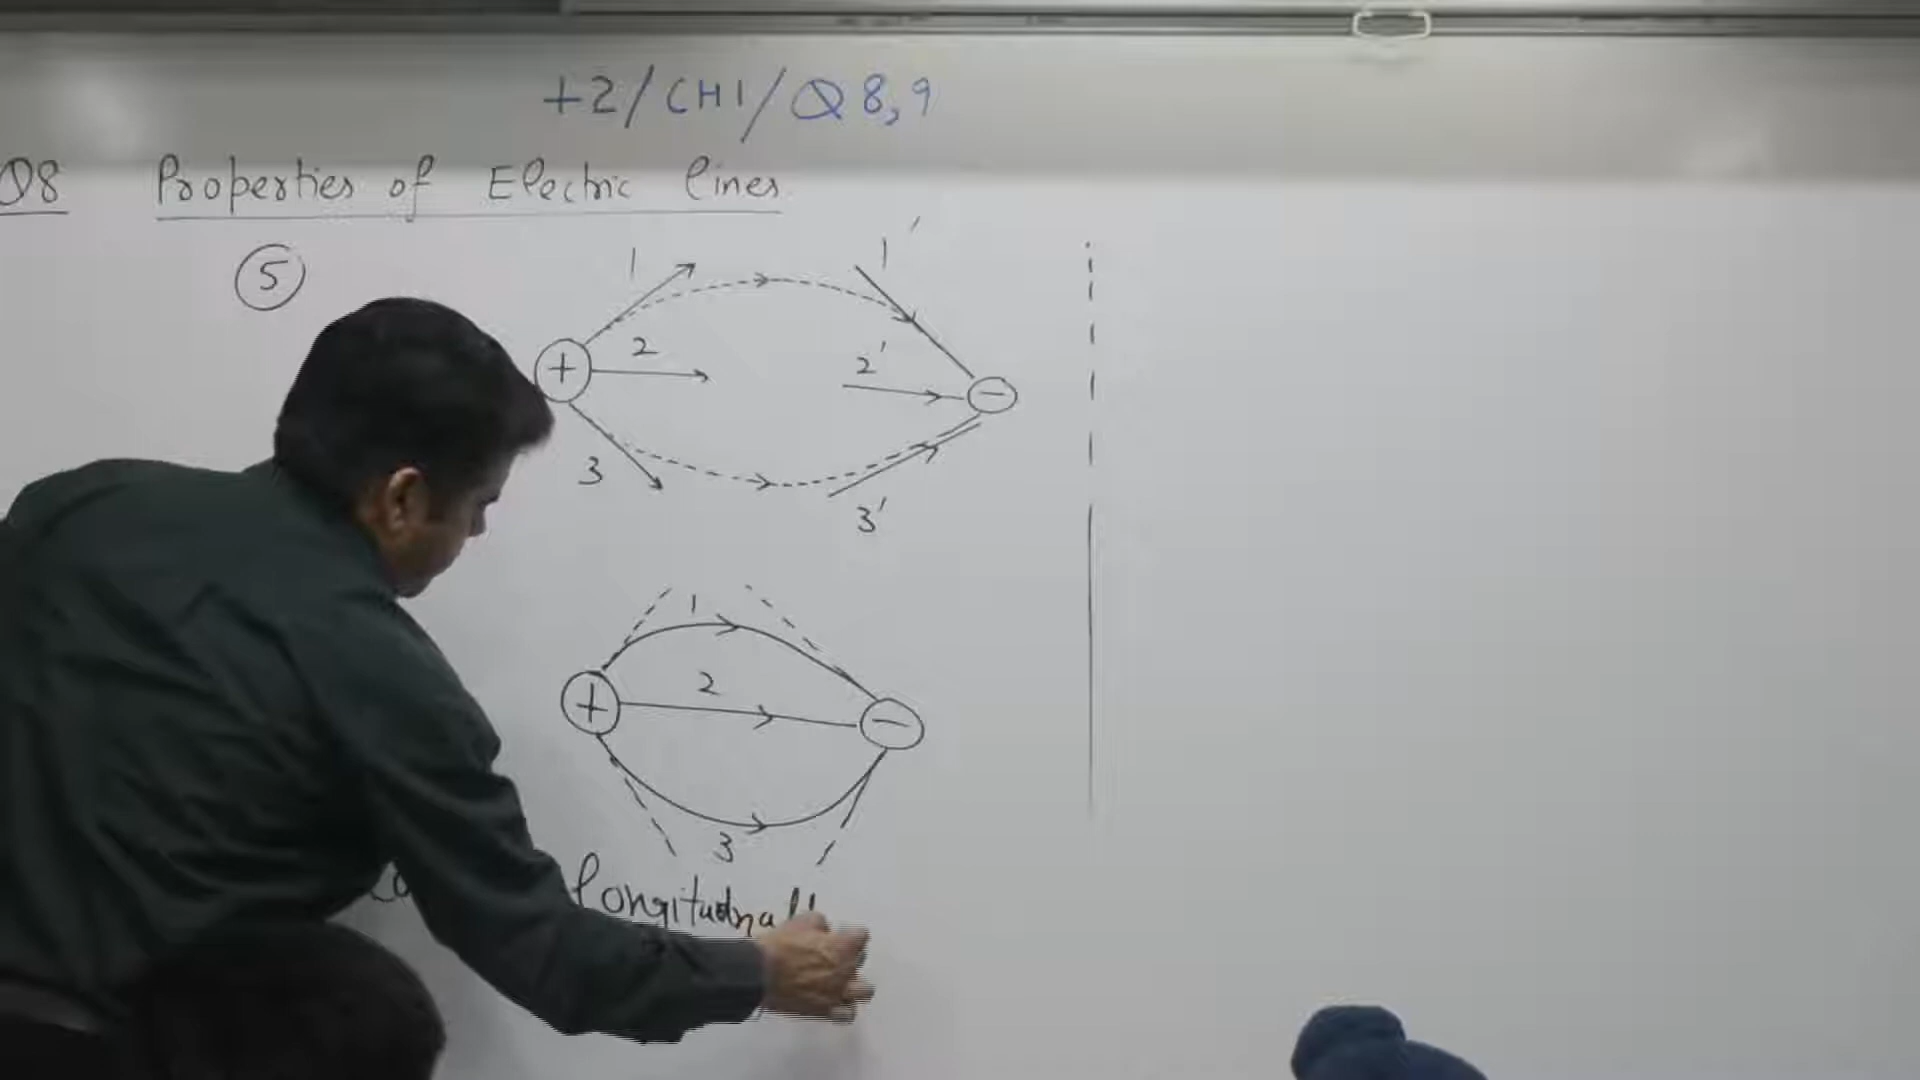 +2/CH1/Q8,9
Q8 Properties of Electric lines
5
1 1'
+ 2 2' -
3 3'
1
+ 2 -
3